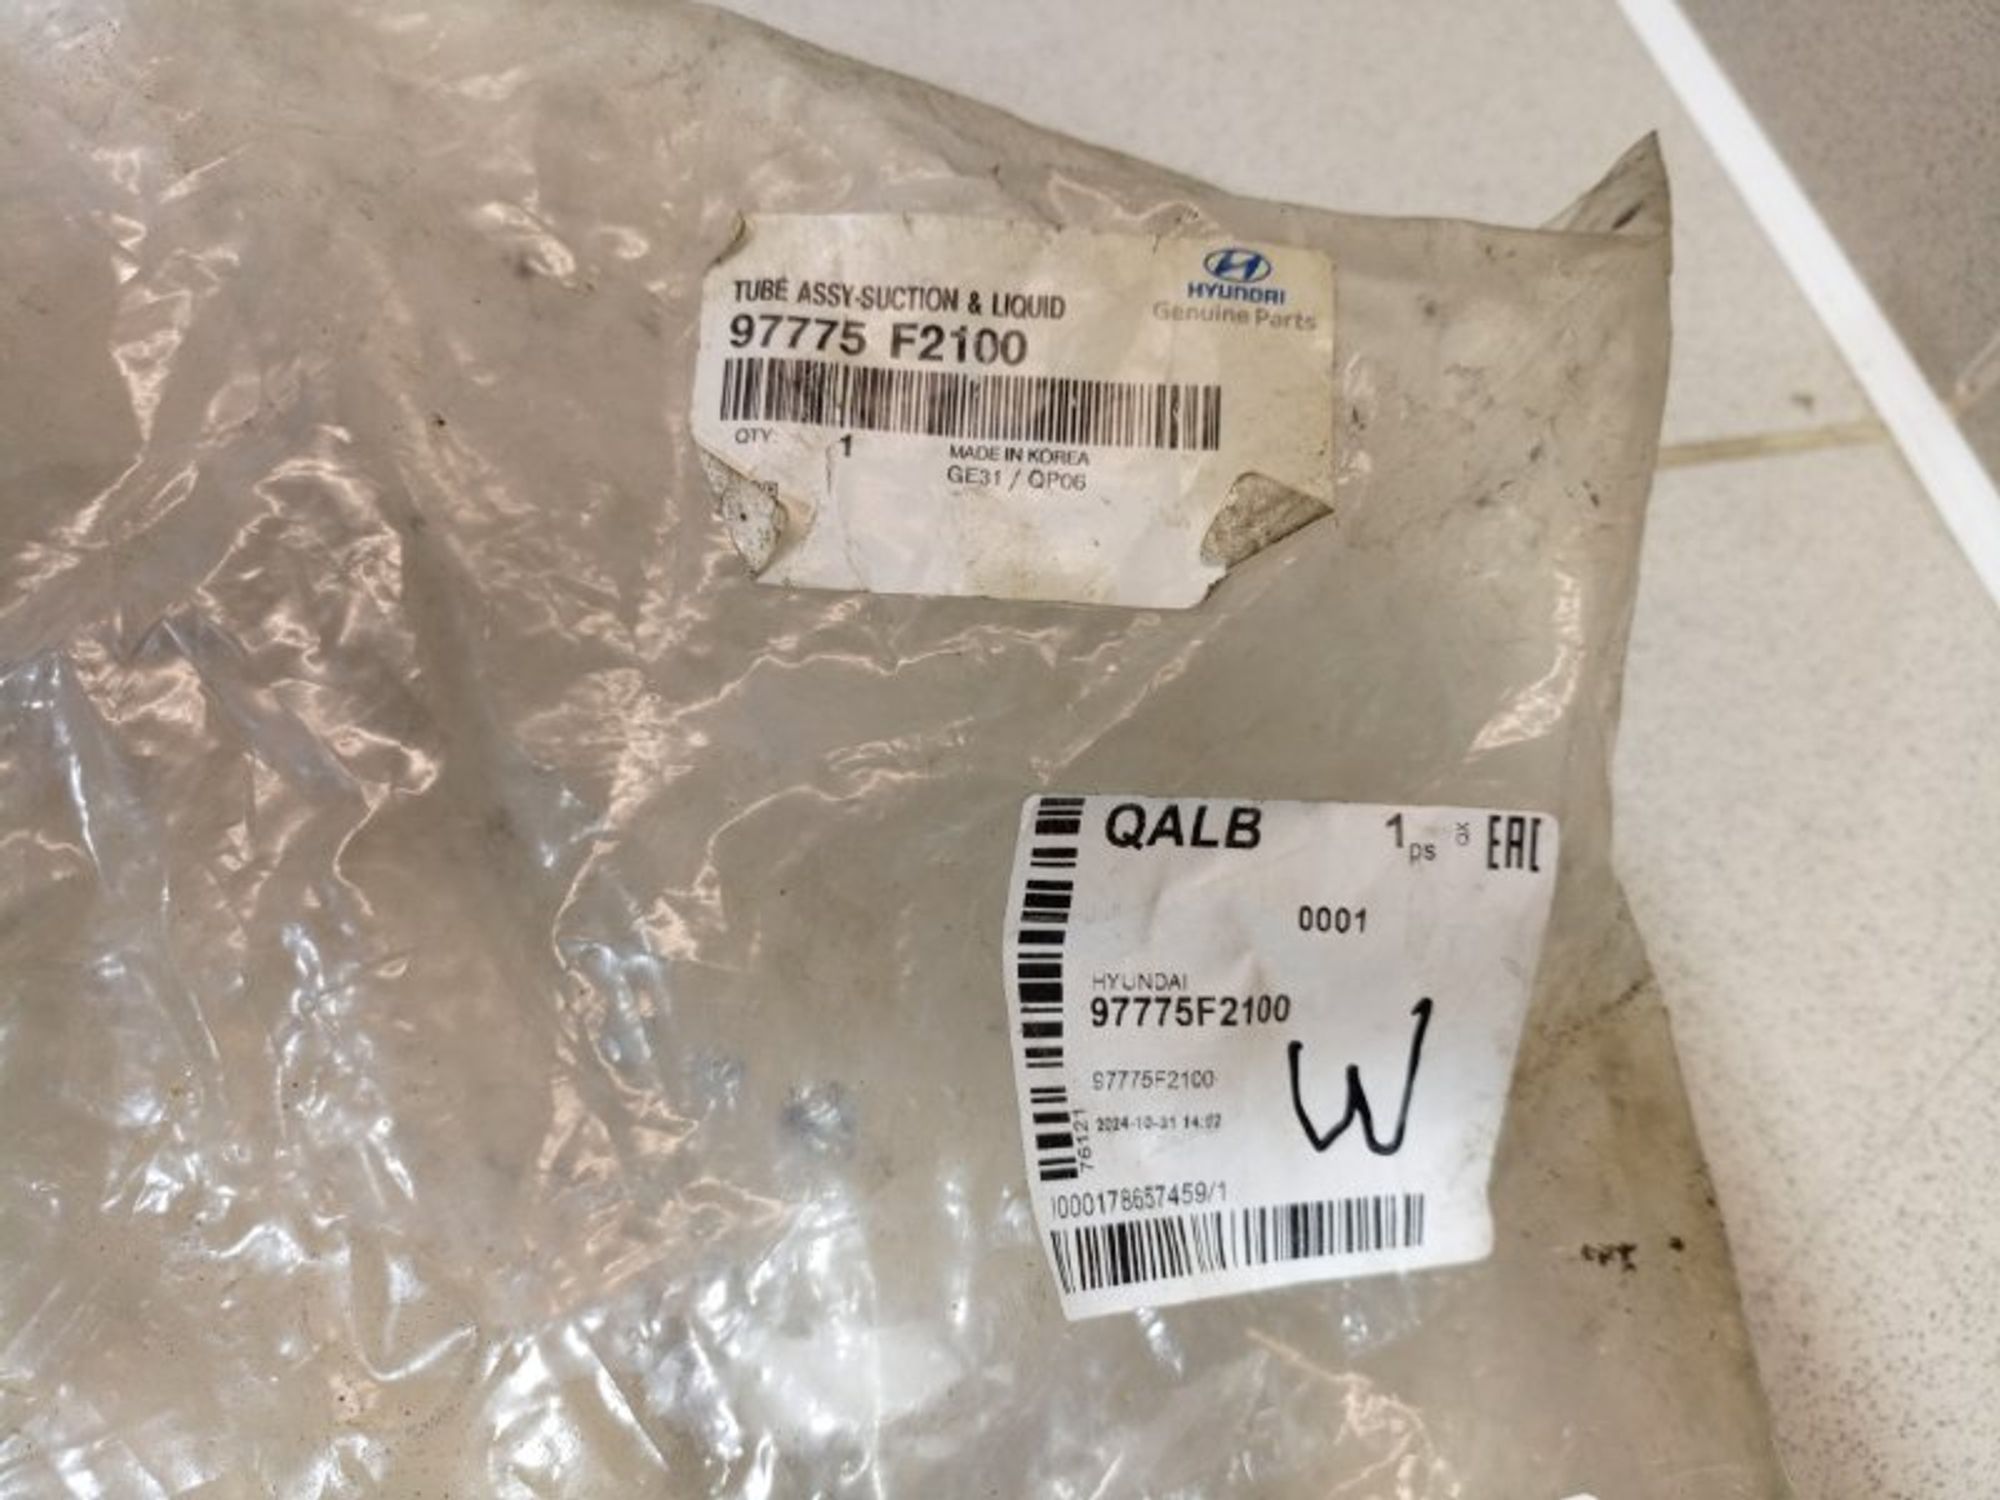 HYUNDAI
Genuine Parts
TUBE ASSY-SUCTION & LIQUID
97775 F2100
QTY: 1
MADE IN KOREA
GE31 / QP06
QALB 1ps EAC
0001
HYUNDAI
97775F2100
97775F2100
2024-10-31 14:02
76121
1000178657459/1
W